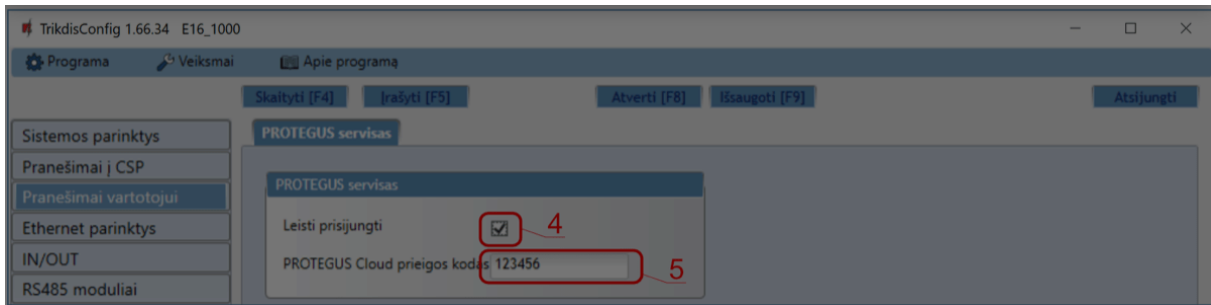 TrikdisConfig 1.66.34 E16_1000
Programa Veiksmai Apie programą
Skaityti [F4] Įrašyti [F5] Atverti [F8] Išsaugoti [F9] Atsijungti
Sistemos parinktys
Pranešimai į CSP
Pranešimai vartotojui
Ethernet parinktys
IN/OUT
RS485 moduliai
PROTEGUS servisas
PROTEGUS servisas
Leisti prisijungti 4
PROTEGUS Cloud prieigos kodas 123456 5